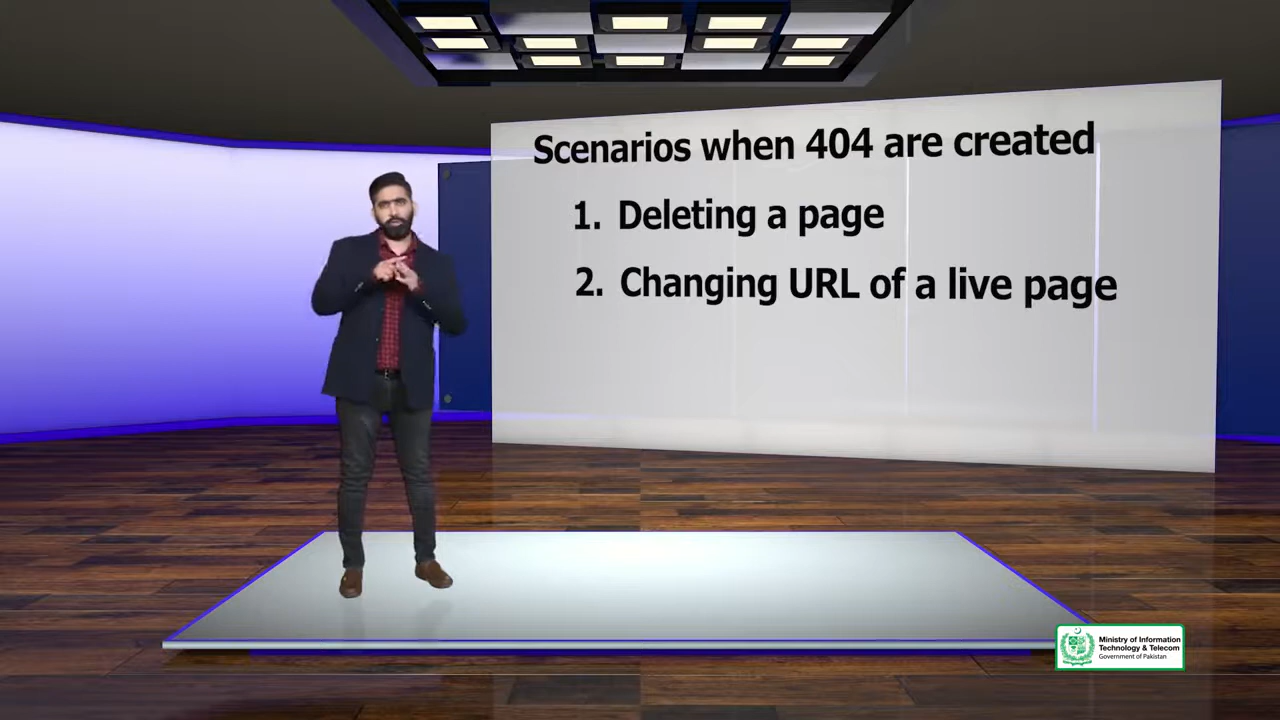 Scenarios when 404 are created
1. Deleting a page
2. Changing URL of a live page
Ministry of Information
Technology & Telecom
Government of Pakistan